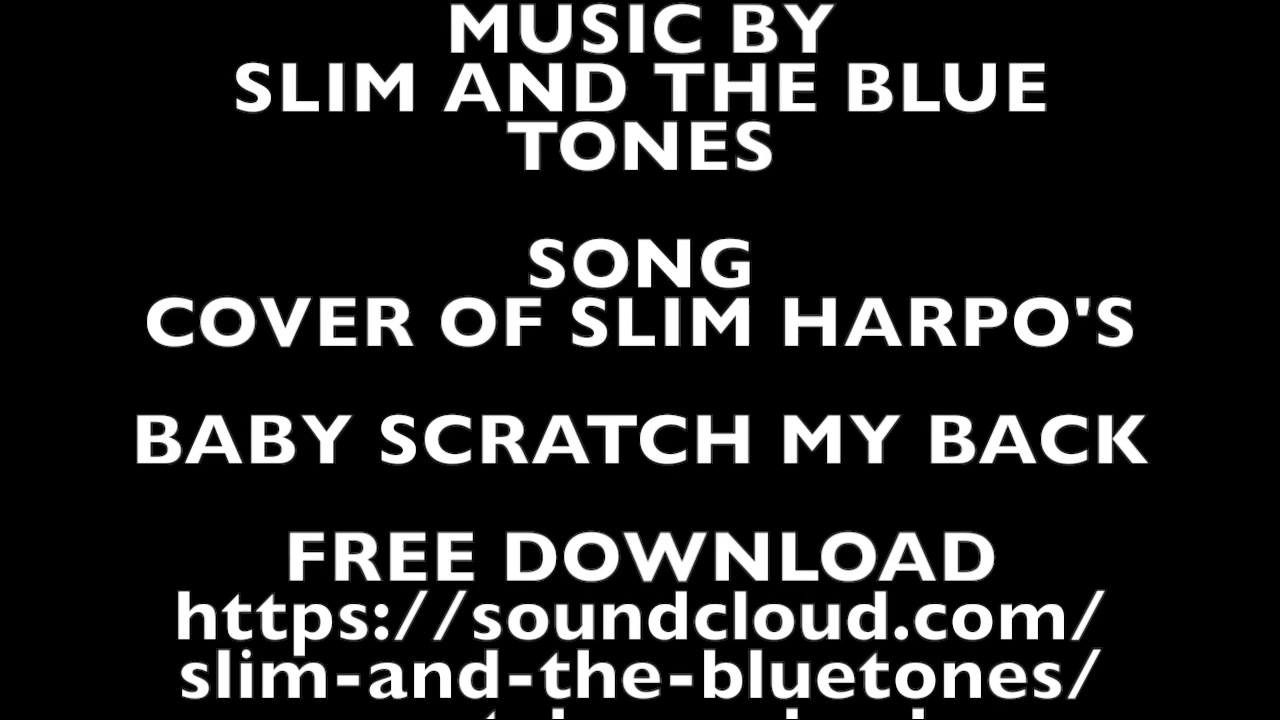 MUSIC BY
SLIM AND THE BLUE
TONES
SONG
COVER OF SLIM HARPO'S
BABY SCRATCH MY BACK
FREE DOWNLOAD
https://soundcloud.com/
slim-and-the-bluetones/